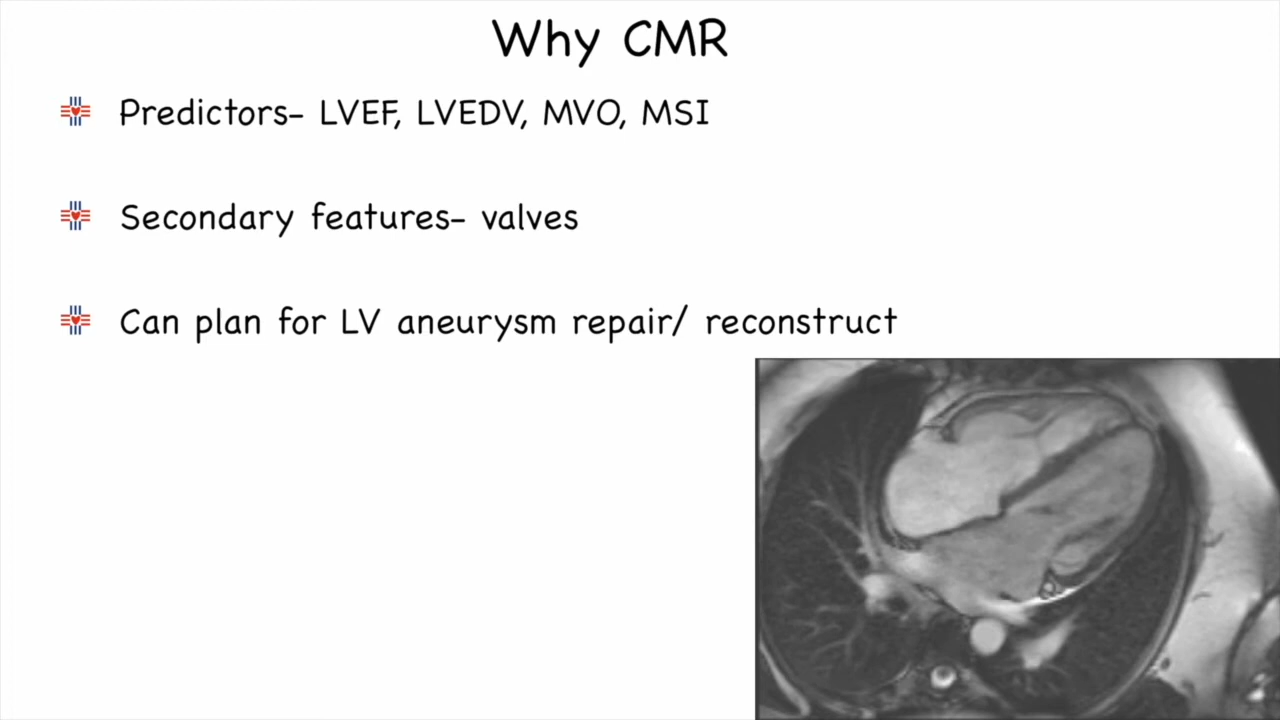 Why CMR
Predictors- LVEF, LVEDV, MVO, MSI
Secondary features- valves
Can plan for LV aneurysm repair/ reconstruct